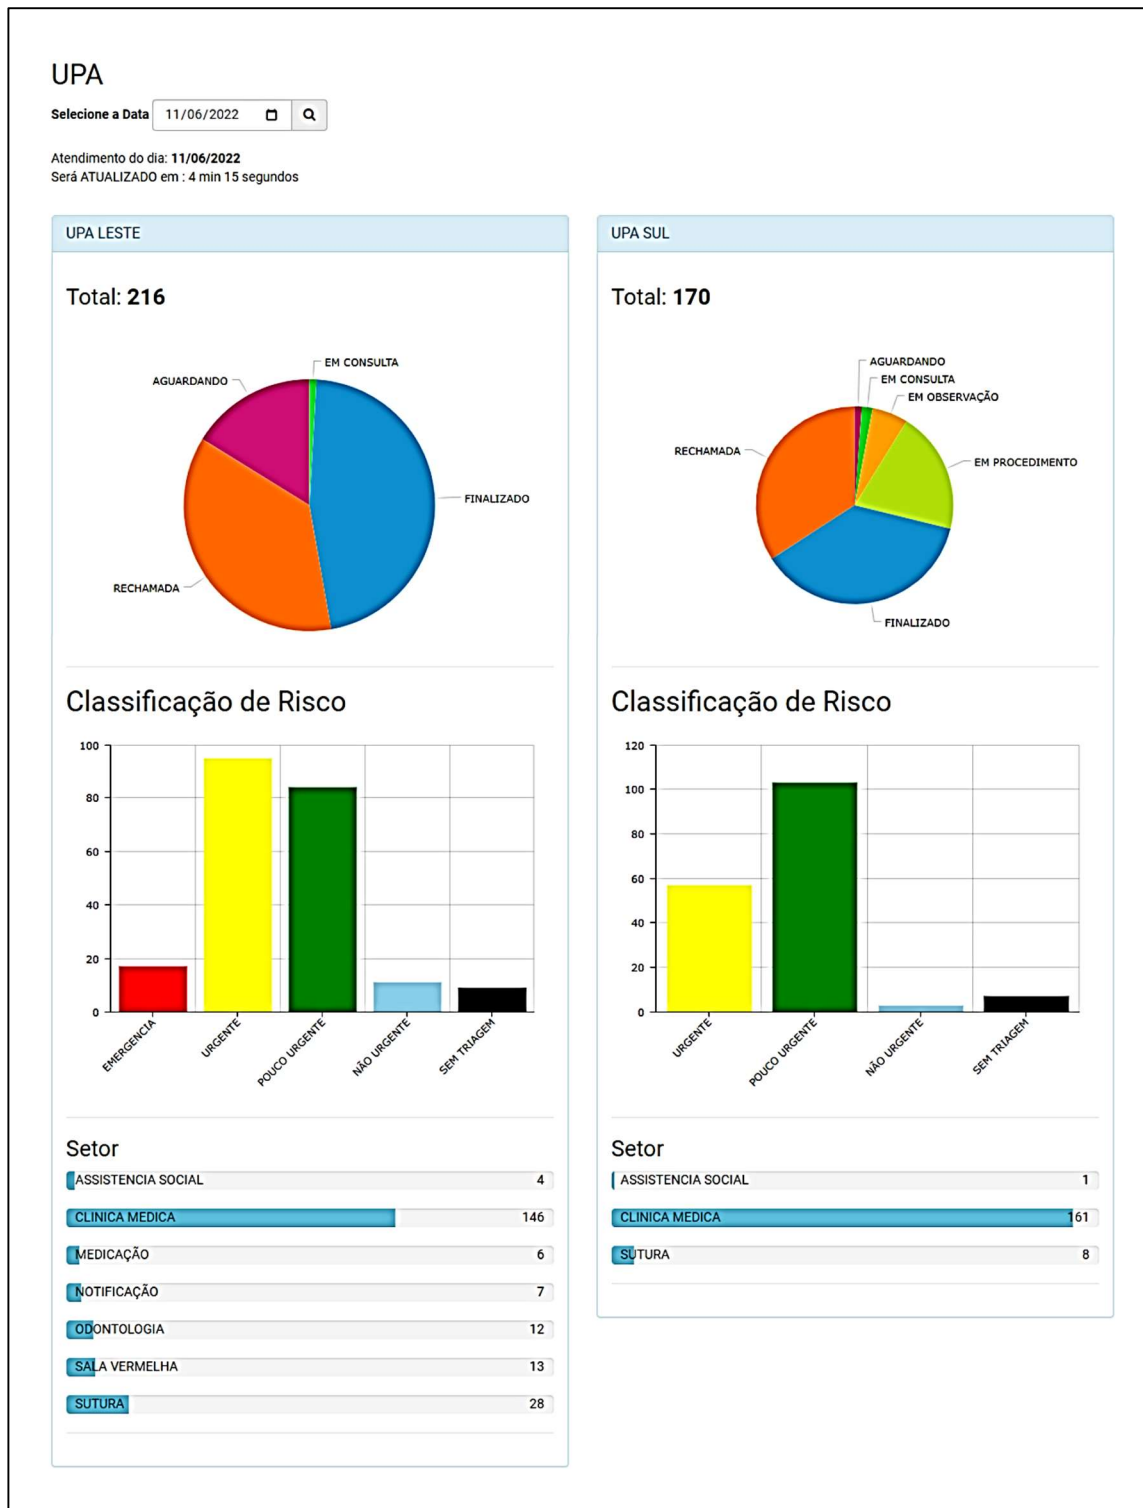 UPA
Selecione a Data 11/06/2022
Atendimento do dia: 11/06/2022
Será ATUALIZADO em : 4 min 15 segundos
UPA LESTE
Total: 216
EM CONSULTA
AGUARDANDO
FINALIZADO
RECHAMADA
Classificação de Risco
100
80
60
40
20
0
EMERGENCIA
URGENTE
POUCO URGENTE
NÃO URGENTE
SEM TRIAGEM
Setor
ASSISTENCIA SOCIAL 4
CLINICA MEDICA 146
MEDICAÇÃO 6
NOTIFICAÇÃO 7
ODONTOLOGIA 12
SALA VERMELHA 13
SUTURA 28
UPA SUL
Total: 170
AGUARDANDO
EM CONSULTA
EM OBSERVAÇÃO
RECHAMADA
EM PROCEDIMENTO
FINALIZADO
Classificação de Risco
120
100
80
60
40
20
0
URGENTE
POUCO URGENTE
NÃO URGENTE
SEM TRIAGEM
Setor
ASSISTENCIA SOCIAL 1
CLINICA MEDICA 161
SUTURA 8